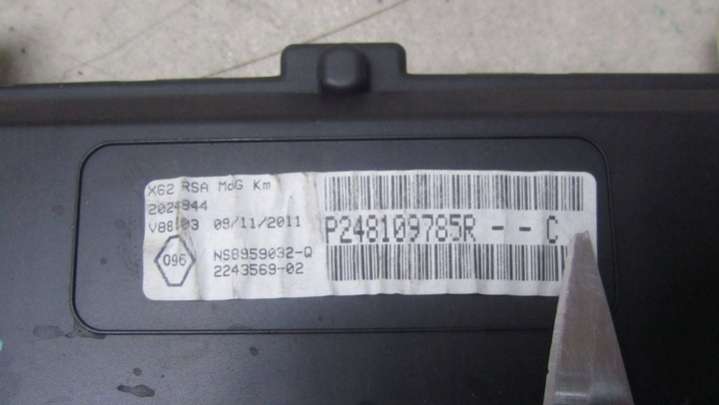 X62 RSA MdG Km
2024944
V88.03 09/11/2011
096
NS8959032-Q
2243569-02
P248109785R - - C